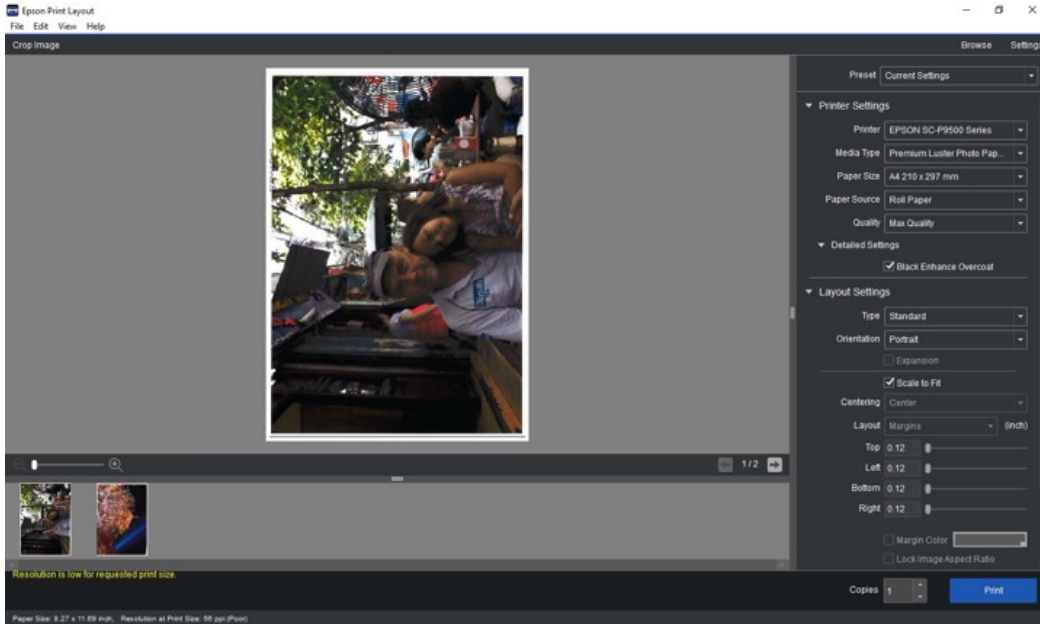 Epson Print Layout
File Edit View Help
Crop Image
Browse Settings
Preset Current Settings
Printer Settings
Printer EPSON SC-P9500 Series
Media Type Premium Luster Photo Pap...
Paper Size A4 210 x 297 mm
Paper Source Roll Paper
Quality Max Quality
Detailed Settings
Black Enhance Overcoat
Layout Settings
Type Standard
Orientation Portrait
Expansion
Scale to Fit
Centering Center
Layout Margins (inch)
Top 0.12
Left 0.12
Bottom 0.12
Right 0.12
1/2
Margin Color
Lock Image Aspect Ratio
Resolution is low for requested print size.
Copies 1 Print
Paper Size: 8.27 x 11.69 inch, Resolution at Print Size: 56 ppi (Poor)